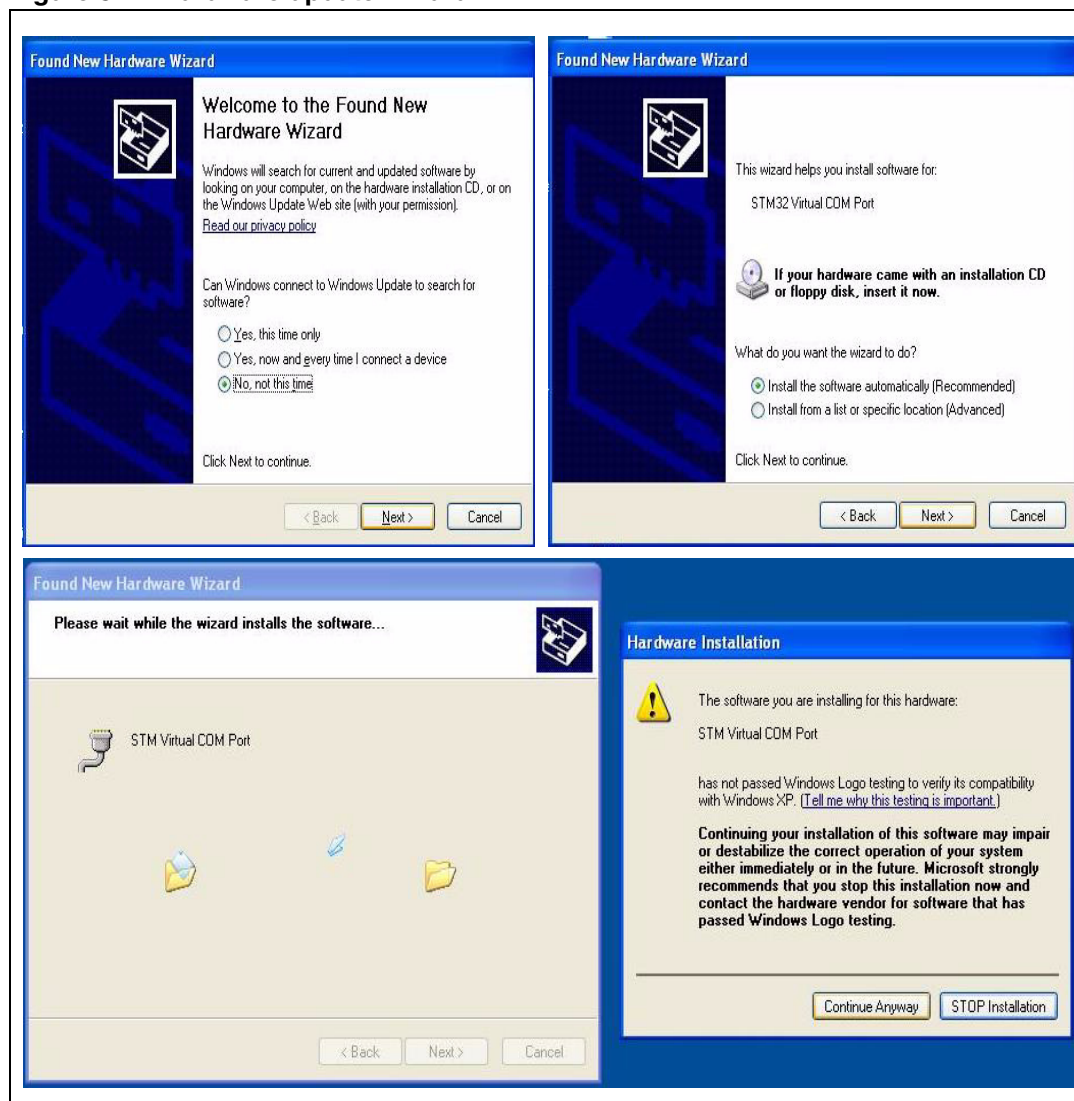 Found New Hardware Wizard
Welcome to the Found New
Hardware Wizard
Windows will search for current and updated software by
looking on your computer, on the hardware installation CD, or on
the Windows Update Web site (with your permission).
Read our privacy policy
Can Windows connect to Windows Update to search for
software?
Yes, this time only
Yes, now and every time I connect a device
No, not this time
Click Next to continue.
< Back
Next >
Cancel
Found New Hardware Wizard
This wizard helps you install software for:
STM32 Virtual COM Port
If your hardware came with an installation CD
or floppy disk, insert it now.
What do you want the wizard to do?
Install the software automatically (Recommended)
Install from a list or specific location (Advanced)
Click Next to continue.
< Back
Next >
Cancel
Found New Hardware Wizard
Please wait while the wizard installs the software...
STM Virtual COM Port
< Back
Next >
Cancel
Hardware Installation
The software you are installing for this hardware:
STM Virtual COM Port
has not passed Windows Logo testing to verify its compatibility
with Windows XP. (Tell me why this testing is important.)
Continuing your installation of this software may impair
or destabilize the correct operation of your system
either immediately or in the future. Microsoft strongly
recommends that you stop this installation now and
contact the hardware vendor for software that has
passed Windows Logo testing.
Continue Anyway
STOP Installation